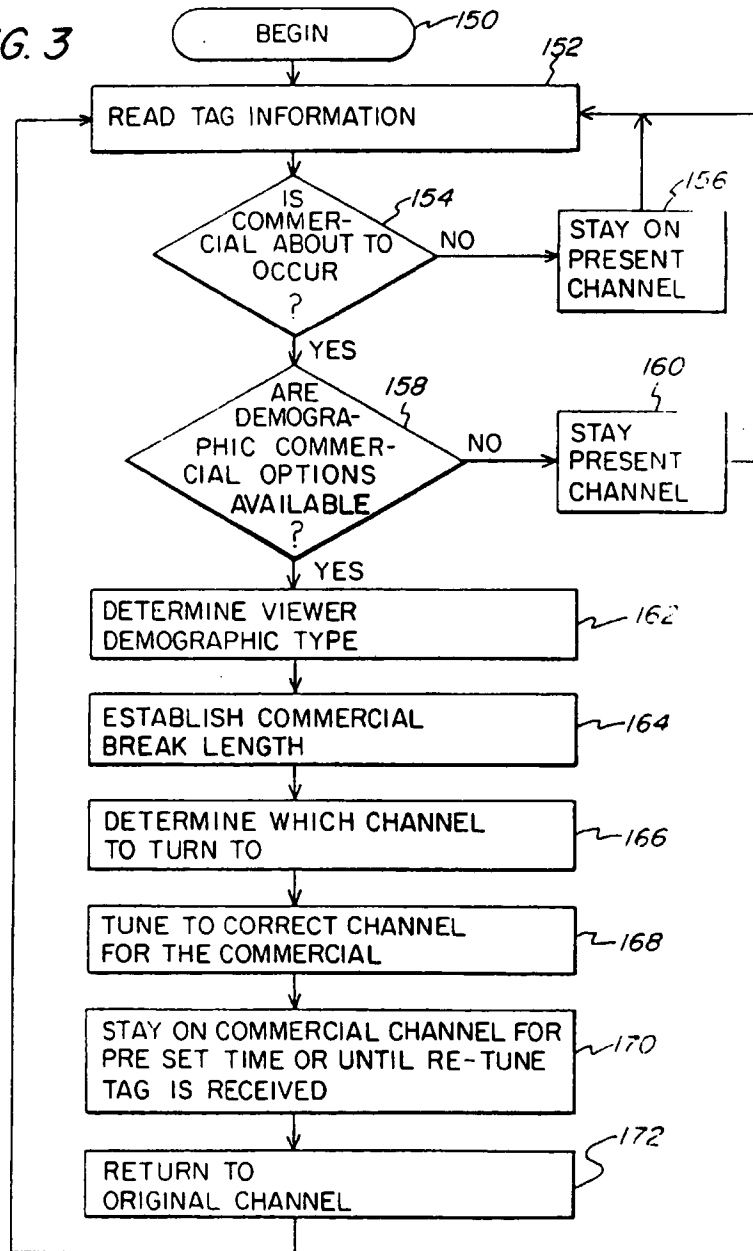 G. 3
BEGIN
150
152
READ TAG INFORMATION
IS
COMMER-
CIAL ABOUT TO
OCCUR
?
154
NO
156
STAY ON
PRESENT
CHANNEL
YES
ARE
DEMOGRA-
PHIC COMMER-
CIAL OPTIONS
AVAILABLE
?
158
NO
160
STAY
PRESENT
CHANNEL
YES
DETERMINE VIEWER
DEMOGRAPHIC TYPE
162
ESTABLISH COMMERCIAL
BREAK LENGTH
164
DETERMINE WHICH CHANNEL
TO TURN TO
166
TUNE TO CORRECT CHANNEL
FOR THE COMMERCIAL
168
STAY ON COMMERCIAL CHANNEL FOR
PRE SET TIME OR UNTIL RE-TUNE
TAG IS RECEIVED
170
RETURN TO
ORIGINAL CHANNEL
172